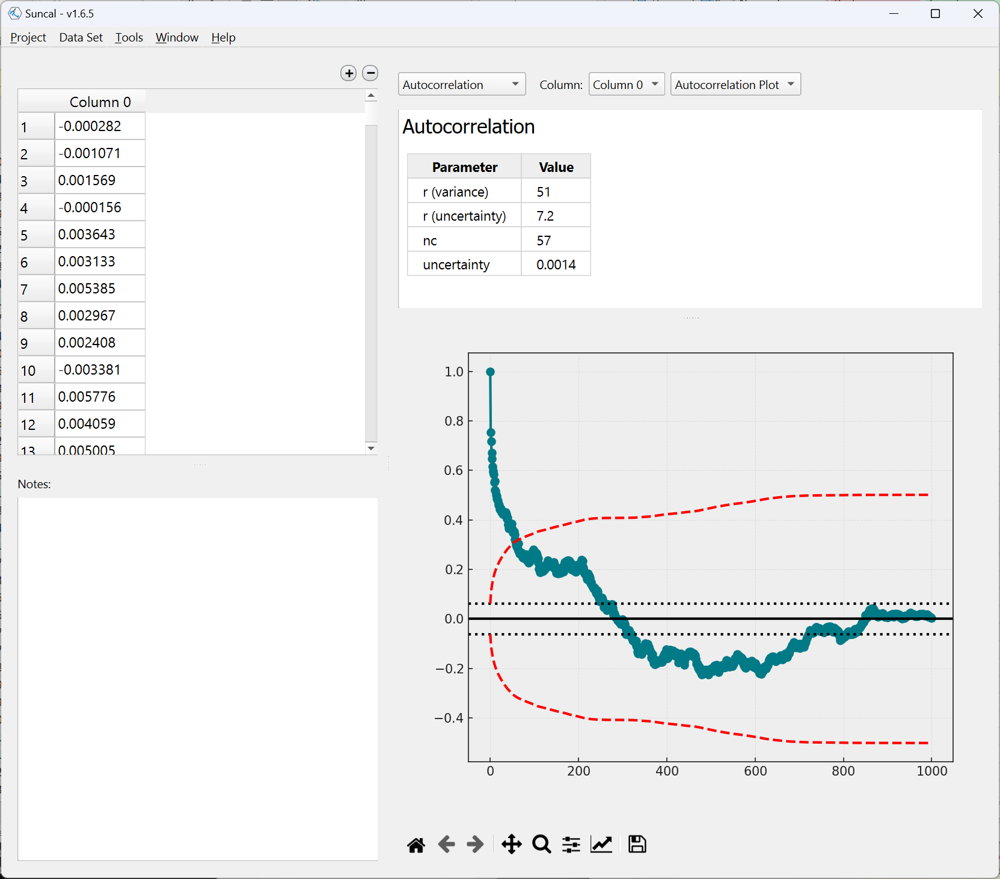 Suncal - v1.6.5
Project Data Set Tools Window Help
Column 0
1 -0.000282
2 -0.001071
3 0.001569
4 -0.000156
5 0.003643
6 0.003133
7 0.005385
8 0.002967
9 0.002408
10 -0.003381
11 0.005776
12 0.004059
13 0.005005
Notes:
Autocorrelation Column: Column 0 Autocorrelation Plot
Autocorrelation
Parameter Value
r (variance) 51
r (uncertainty) 7.2
nc 57
uncertainty 0.0014
1.0
0.8
0.6
0.4
0.2
0.0
−0.2
−0.4
0 200 400 600 800 1000